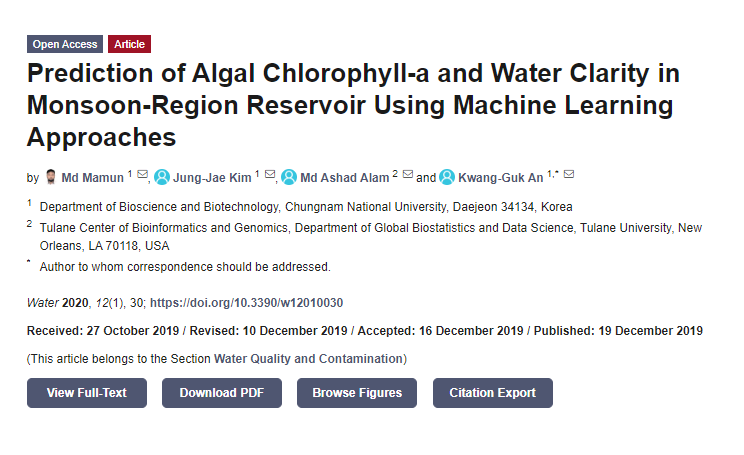 Open Access Article
Prediction of Algal Chlorophyll-a and Water Clarity in
Monsoon-Region Reservoir Using Machine Learning
Approaches
by Md Mamun 1, Jung-Jae Kim 1, Md Ashad Alam 2 and Kwang-Guk An 1,*
1 Department of Bioscience and Biotechnology, Chungnam National University, Daejeon 34134, Korea
2 Tulane Center of Bioinformatics and Genomics, Department of Global Biostatistics and Data Science, Tulane University, New
Orleans, LA 70118, USA
* Author to whom correspondence should be addressed.
Water 2020, 12(1), 30; https://doi.org/10.3390/w12010030
Received: 27 October 2019 / Revised: 10 December 2019 / Accepted: 16 December 2019 / Published: 19 December 2019
(This article belongs to the Section Water Quality and Contamination)
View Full-Text Download PDF Browse Figures Citation Export